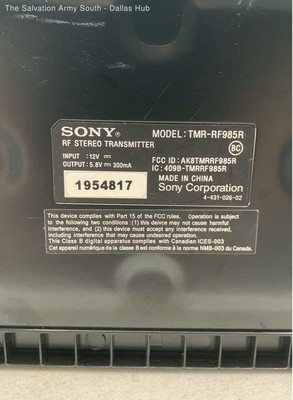 The Salvation Army South - Dallas Hub
SONY® MODEL: TMR-RF985R
RF STEREO TRANSMITTER
BC
INPUT : 12V ⎓
OUTPUT : 5.8V ⎓ 300mA
FCC ID : AK8TMRRF985R
IC : 409B-TMRRF985R
MADE IN CHINA
1954817
Sony Corporation
4-431-026-02
This device complies with Part 15 of the FCC rules. Operation is subject
to the following two conditions : (1) this device may not cause harmful
Interference, and (2) this device must accept any interference received,
including interference that may cause undesired operation.
This Class B digital apparatus complies with Canadian ICES-003
Cet appareil numérique de la classe B est conforme à la norme NMB-003 du Canada.